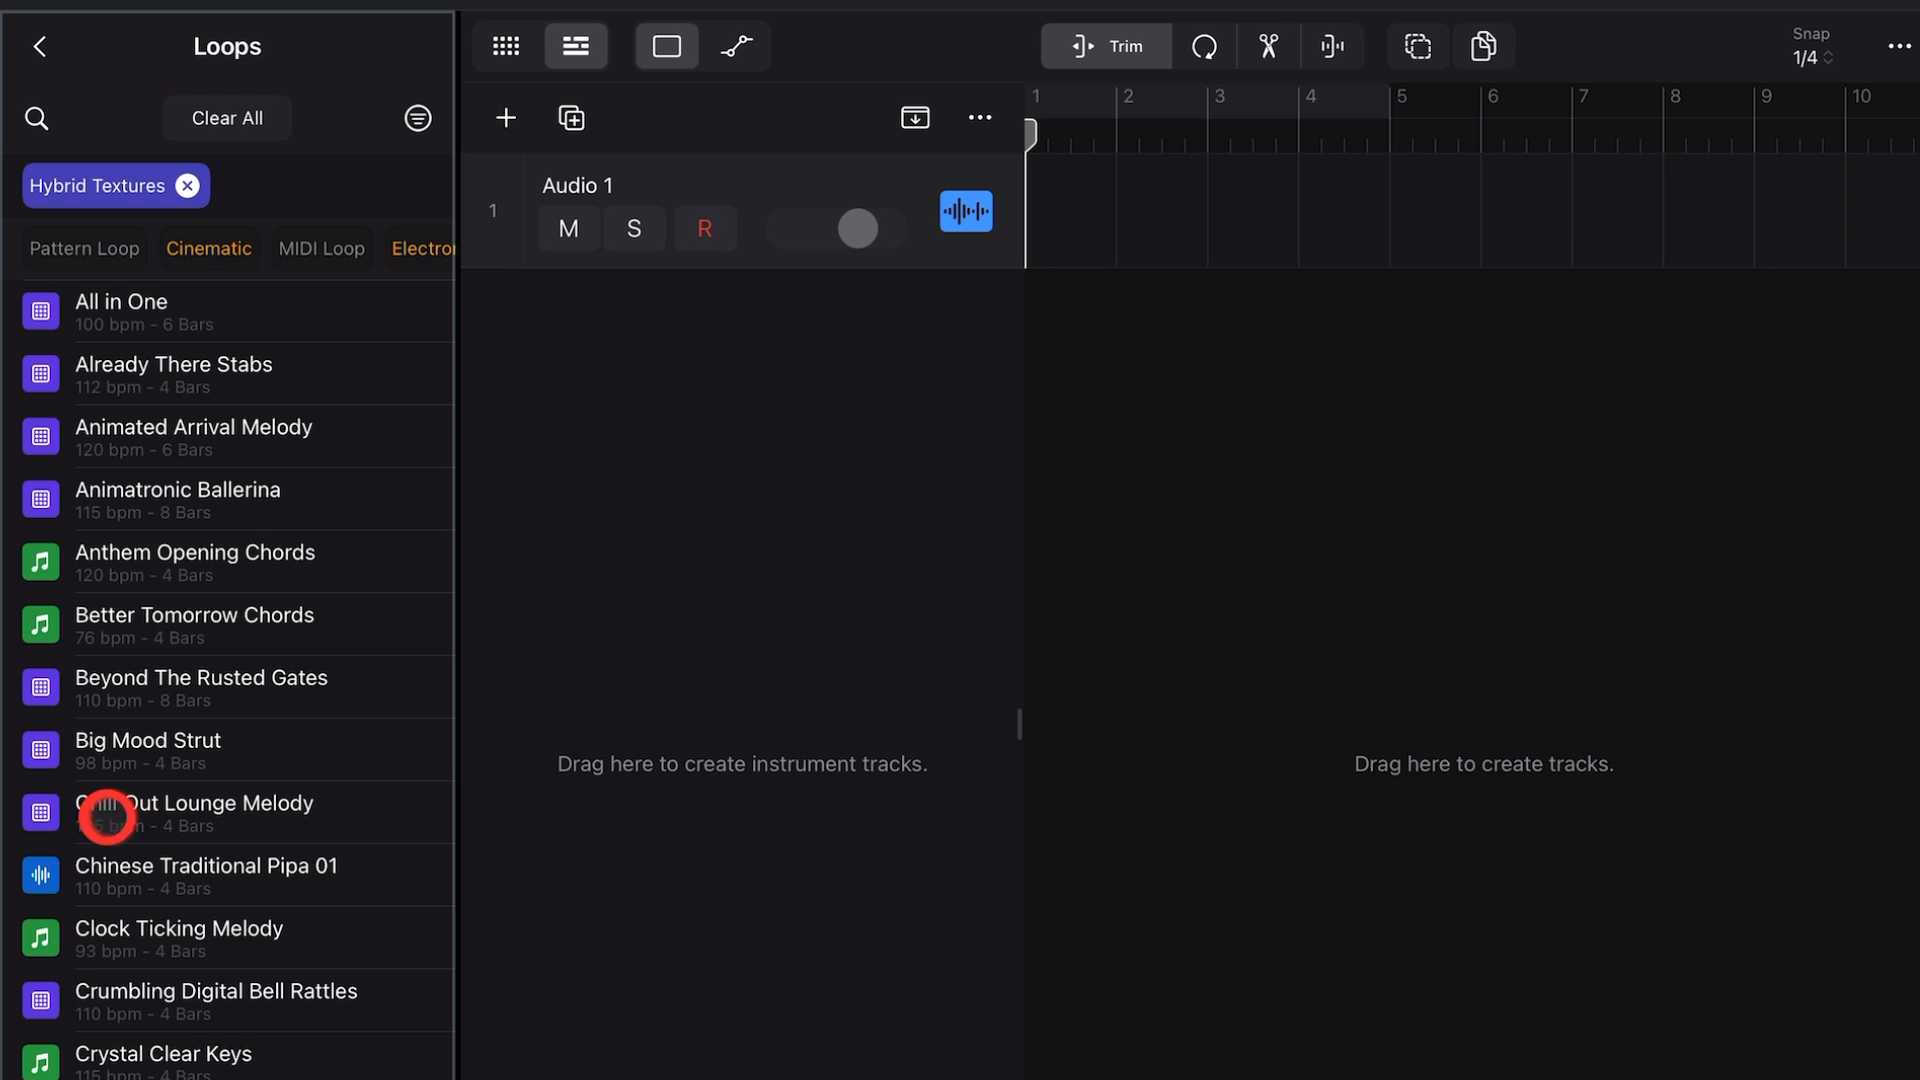 Loops
Trim
Snap
1/4
Clear All
1 2 3 4 5 6 7 8 9 10
Hybrid Textures
Audio 1
1
M S R
Pattern Loop Cinematic MIDI Loop
All in One
100 bpm - 6 Bars
Already There Stabs
112 bpm - 4 Bars
Animated Arrival Melody
120 bpm - 6 Bars
Animatronic Ballerina
115 bpm - 8 Bars
Anthem Opening Chords
120 bpm - 4 Bars
Better Tomorrow Chords
76 bpm - 4 Bars
Beyond The Rusted Gates
110 bpm - 8 Bars
Big Mood Strut
98 bpm - 4 Bars
Drag here to create instrument tracks.
Drag here to create tracks.
Chill Out Lounge Melody
bpm - 4 Bars
Chinese Traditional Pipa 01
110 bpm - 4 Bars
Clock Ticking Melody
93 bpm - 4 Bars
Crumbling Digital Bell Rattles
110 bpm - 4 Bars
Crystal Clear Keys
115 bpm - 4 Bars